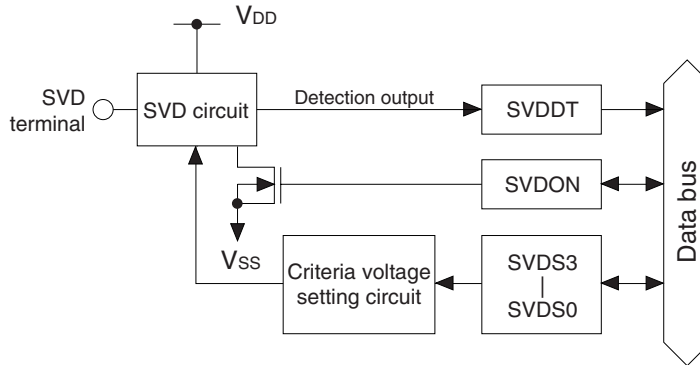 VDD
SVD
terminal
SVD circuit
Detection output
SVDDT
SVDON
VSS
Criteria voltage
setting circuit
SVDS3
|
SVDS0
Data bus